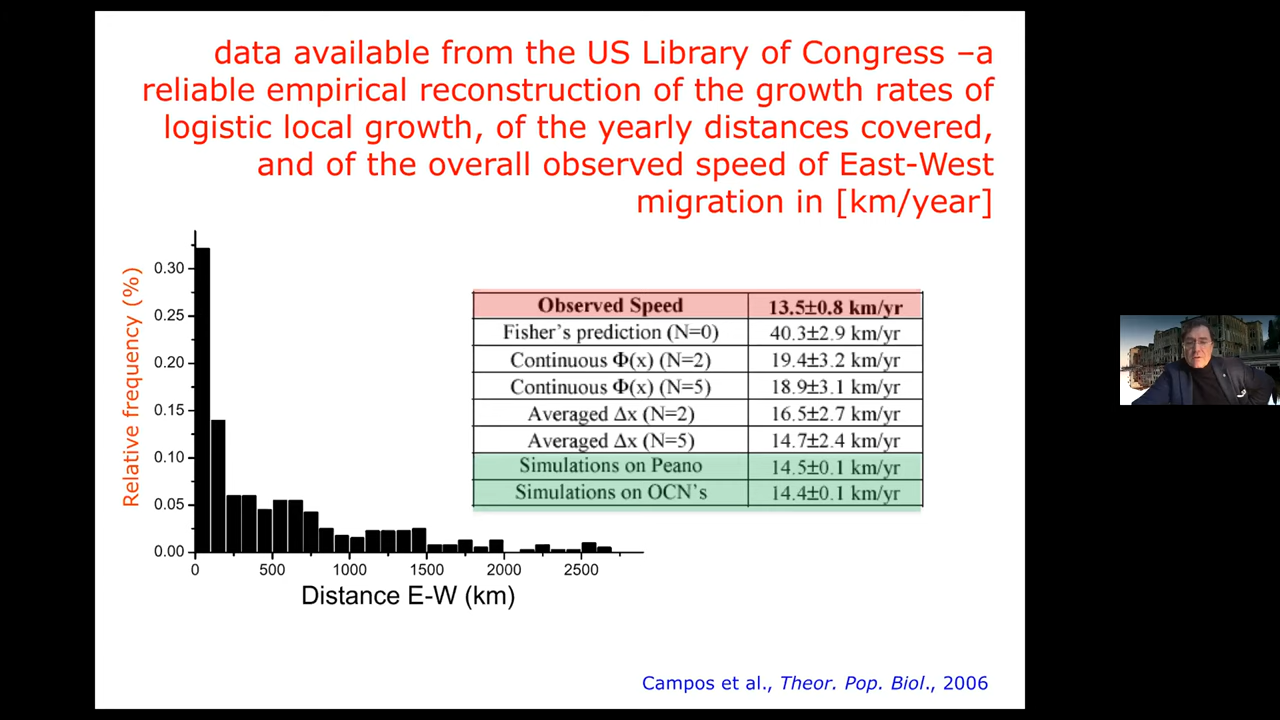 data available from the US Library of Congress –a
reliable empirical reconstruction of the growth rates of
logistic local growth, of the yearly distances covered,
and of the overall observed speed of East-West
migration in [km/year]
Relative frequency (%)
0.30
0.25
0.20
0.15
0.10
0.05
0.00
0 500 1000 1500 2000 2500
Distance E-W (km)
Observed Speed 13.5±0.8 km/yr
Fisher's prediction (N=0) 40.3±2.9 km/yr
Continuous Φ(x) (N=2) 19.4±3.2 km/yr
Continuous Φ(x) (N=5) 18.9±3.1 km/yr
Averaged Δx (N=2) 16.5±2.7 km/yr
Averaged Δx (N=5) 14.7±2.4 km/yr
Simulations on Peano 14.5±0.1 km/yr
Simulations on OCN's 14.4±0.1 km/yr
Campos et al., Theor. Pop. Biol., 2006